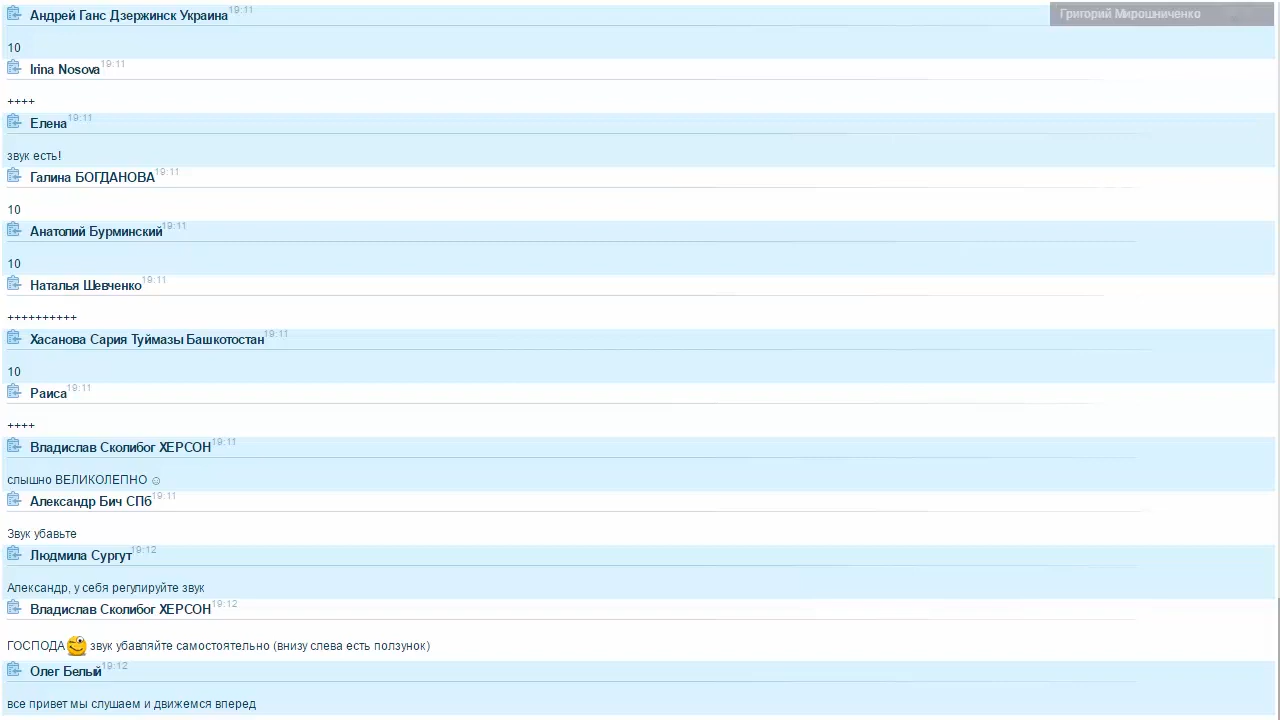 Андрей Ганс Дзержинск Украина 19:11
Григорий Мирошниченко
10
Irina Nosova 19:11
++++
Елена 19:11
звук есть!
Галина БОГДАНОВА 19:11
10
Анатолий Бурминский 19:11
10
Наталья Шевченко 19:11
++++++++++
Хасанова Сария Туймазы Башкотостан 19:11
10
Раиса 19:11
++++
Владислав Сколибог ХЕРСОН 19:11
слышно ВЕЛИКОЛЕПНО ☺
Александр Бич СПб 19:11
Звук убавьте
Людмила Сургут 19:12
Александр, у себя регулируйте звук
Владислав Сколибог ХЕРСОН 19:12
ГОСПОДА звук убавляйте самостоятельно (внизу слева есть ползунок)
Олег Белый 19:12
все привет мы слушаем и движемся вперед